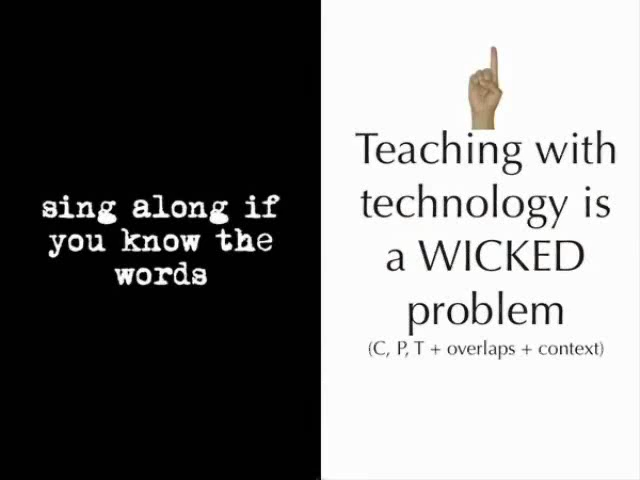 sing along if
you know the
words
Teaching with
technology is
a WICKED
problem
(C, P, T + overlaps + context)